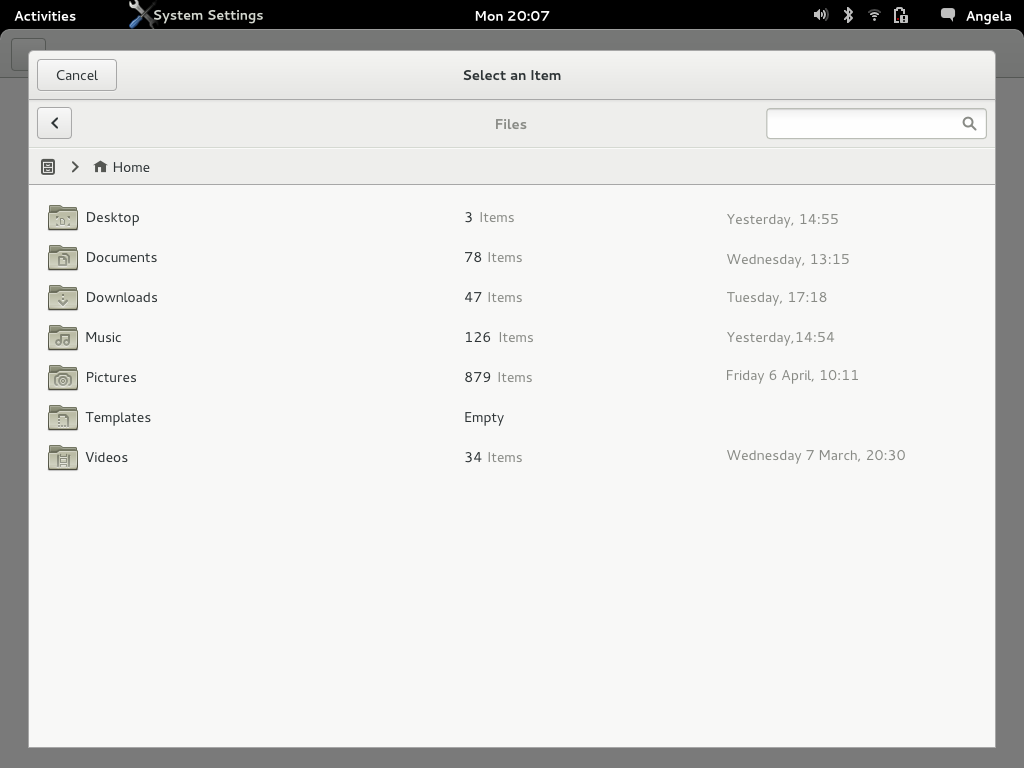 Activities System Settings Mon 20:07 Angela
Cancel Select an Item
Files
Home
Desktop 3 Items Yesterday, 14:55
Documents 78 Items Wednesday, 13:15
Downloads 47 Items Tuesday, 17:18
Music 126 Items Yesterday,14:54
Pictures 879 Items Friday 6 April, 10:11
Templates Empty
Videos 34 Items Wednesday 7 March, 20:30